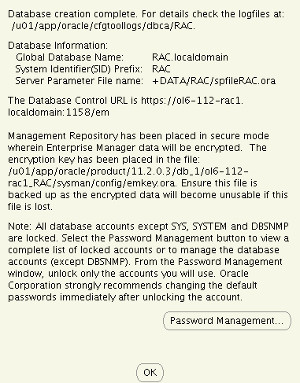 Database creation complete. For details check the logfiles at:
/u01/app/oracle/cfgtoollogs/dbca/RAC.
Database Information:
Global Database Name: RAC.localdomain
System Identifier(SID) Prefix: RAC
Server Parameter File name: +DATA/RAC/spfileRAC.ora
The Database Control URL is https://ol6-112-rac1.
localdomain:1158/em
Management Repository has been placed in secure mode
wherein Enterprise Manager data will be encrypted. The
encryption key has been placed in the file:
/u01/app/oracle/product/11.2.0.3/db_1/ol6-112-
rac1_RAC/sysman/config/emkey.ora. Ensure this file is
backed up as the encrypted data will become unusable if this
file is lost.
Note: All database accounts except SYS, SYSTEM and DBSNMP
are locked. Select the Password Management button to view a
complete list of locked accounts or to manage the database
accounts (except DBSNMP). From the Password Management
window, unlock only the accounts you will use. Oracle
Corporation strongly recommends changing the default
passwords immediately after unlocking the account.
Password Management...
OK